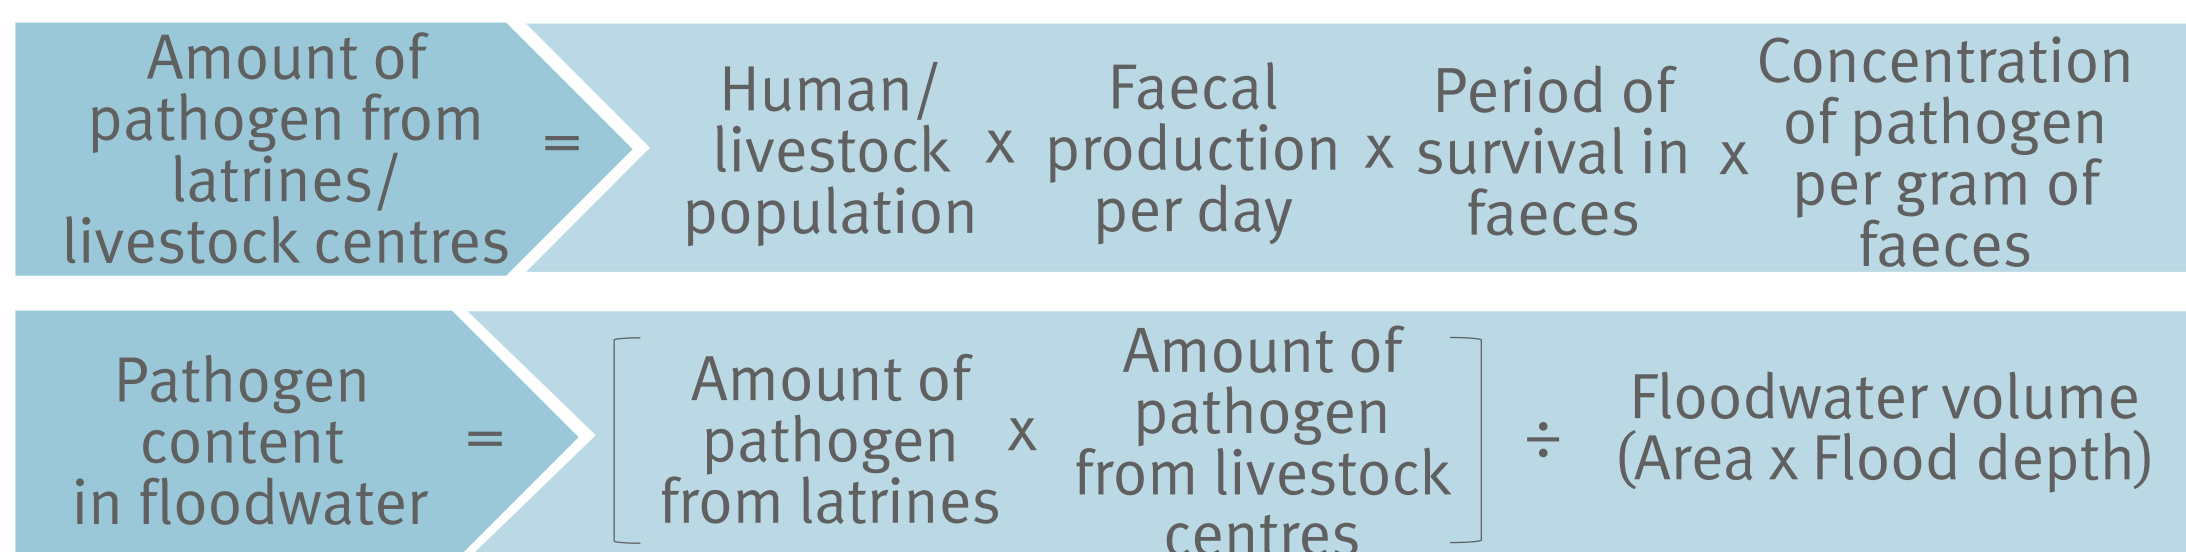 Amount of
pathogen from
latrines/
livestock centres
=
Human/
livestock
population
x
Faecal
production
per day
x
Period of
survival in
faeces
x
Concentration
of pathogen
per gram of
faeces
Pathogen
content
in floodwater
=
[
Amount of
pathogen
from latrines
x
Amount of
pathogen
from livestock
centres
]
÷
Floodwater volume
(Area x Flood depth)